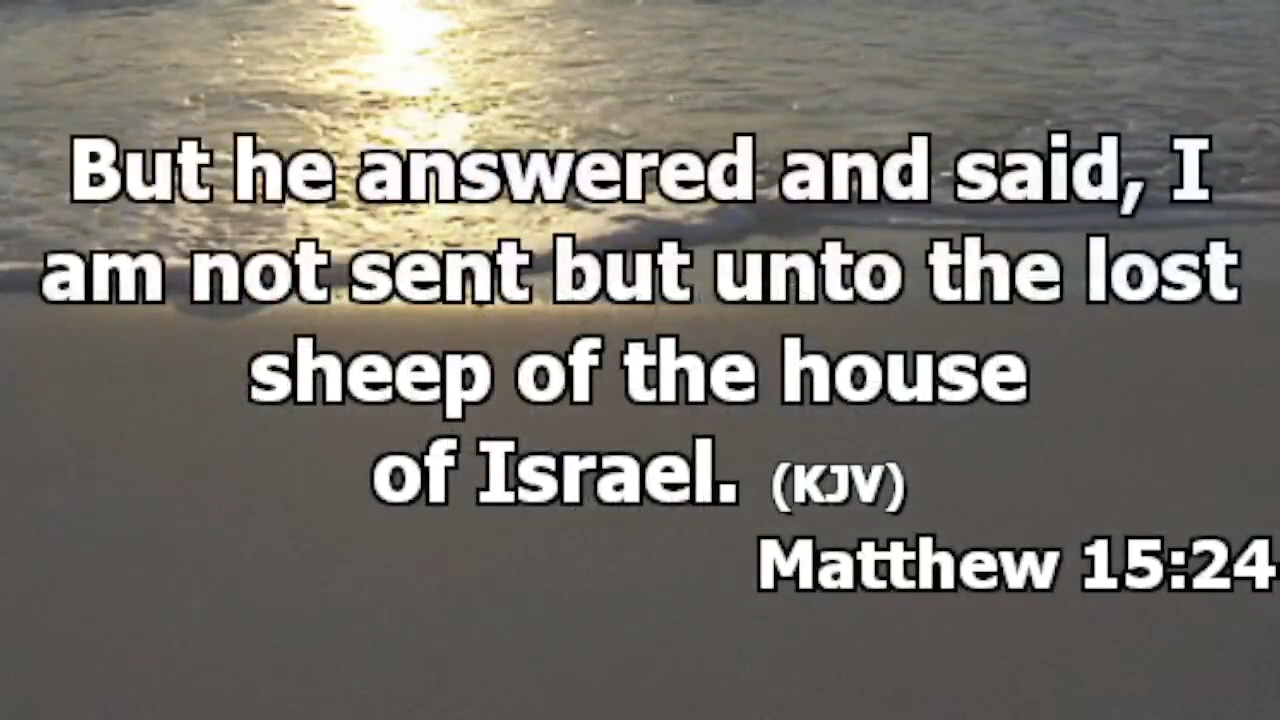 But he answered and said, I
am not sent but unto the lost
sheep of the house
of Israel. (KJV)
Matthew 15:24